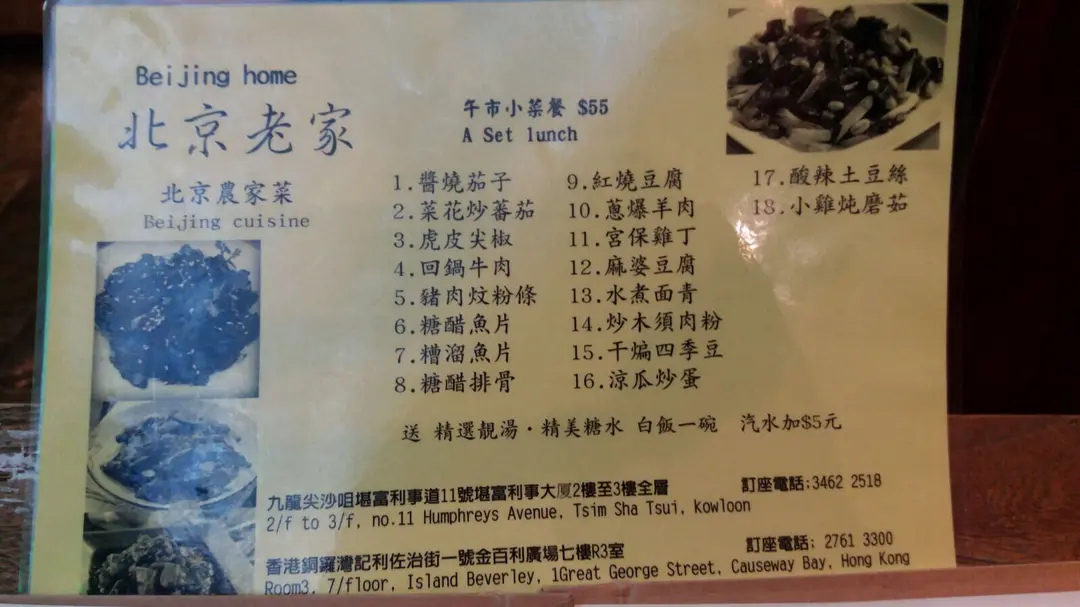 Beijing home
北京老家
北京農家菜
Beijing cuisine
午市小菜餐 $55
A Set lunch
1.醬燒茄子
2.菜花炒蕃茄
3.虎皮尖椒
4.回鍋牛肉
5.豬肉炆粉條
6.糖醋魚片
7.糟溜魚片
8.糖醋排骨
9.紅燒豆腐
10.蔥爆羊肉
11.宮保雞丁
12.麻婆豆腐
13.水煮面青
14.炒木須肉粉
15.干煸四季豆
16.涼瓜炒蛋
17.酸辣土豆絲
18.小雞炖磨茹
送 精選靚湯·精美糖水 白飯一碗 汽水加$5元
九龍尖沙咀堪富利事道11號堪富利事大厦2樓至3樓全層 訂座電話:3462 2518
2/f to 3/f, no.11 Humphreys Avenue, Tsim Sha Tsui, Kowloon
香港銅鑼灣記利佐治街一號金百利廣場七樓R3室 訂座電話: 2761 3300
Room3, 7/floor, Island Beverley, 1Great George Street, Causeway Bay, Hong Kong